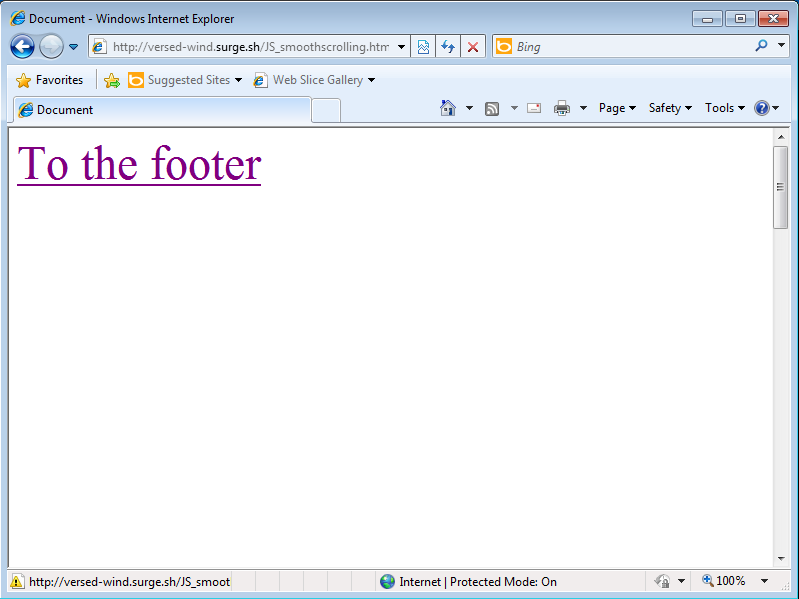 Document - Windows Internet Explorer
http://versed-wind.surge.sh/JS_smoothscrolling.htm
Bing
Favorites
Suggested Sites
Web Slice Gallery
Document
Page
Safety
Tools
To the footer
http://versed-wind.surge.sh/JS_smoot
Internet | Protected Mode: On
100%